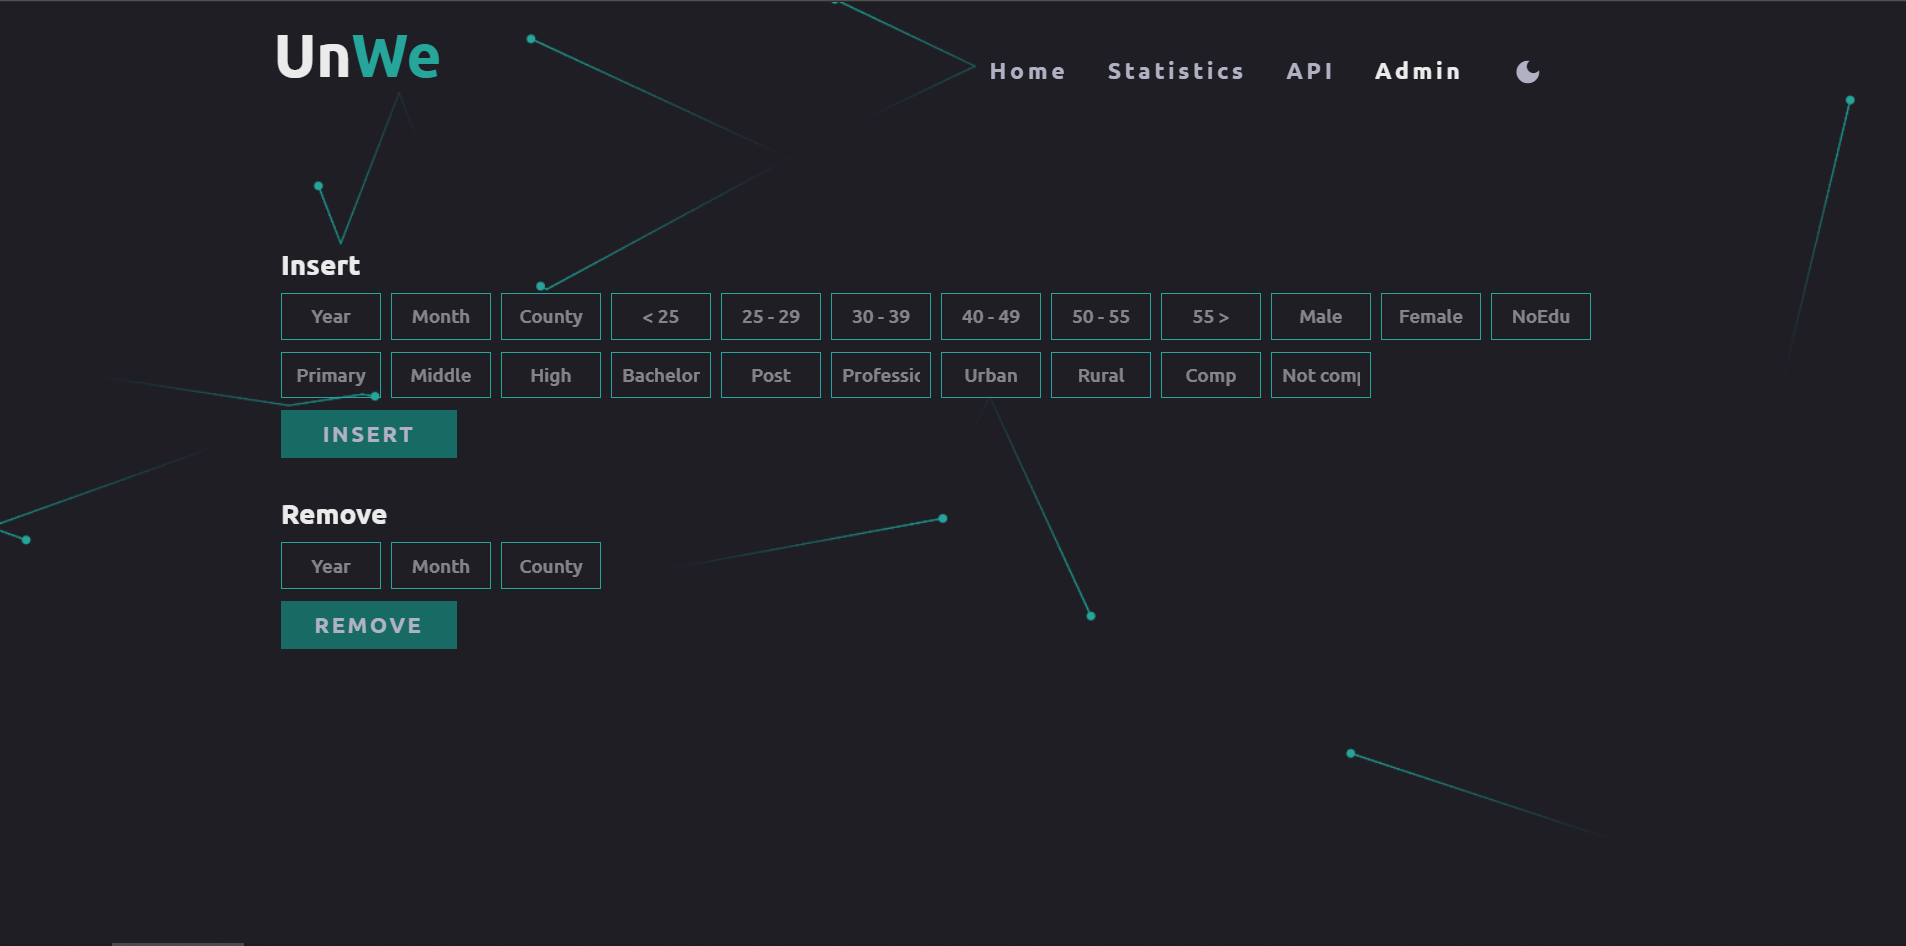 UnWe
Home Statistics API Admin
Insert
Year Month County < 25 25 - 29 30 - 39 40 - 49 50 - 55 55 > Male Female NoEdu
Primary Middle High Bachelor Post Professic Urban Rural Comp Not comp
INSERT
Remove
Year Month County
REMOVE